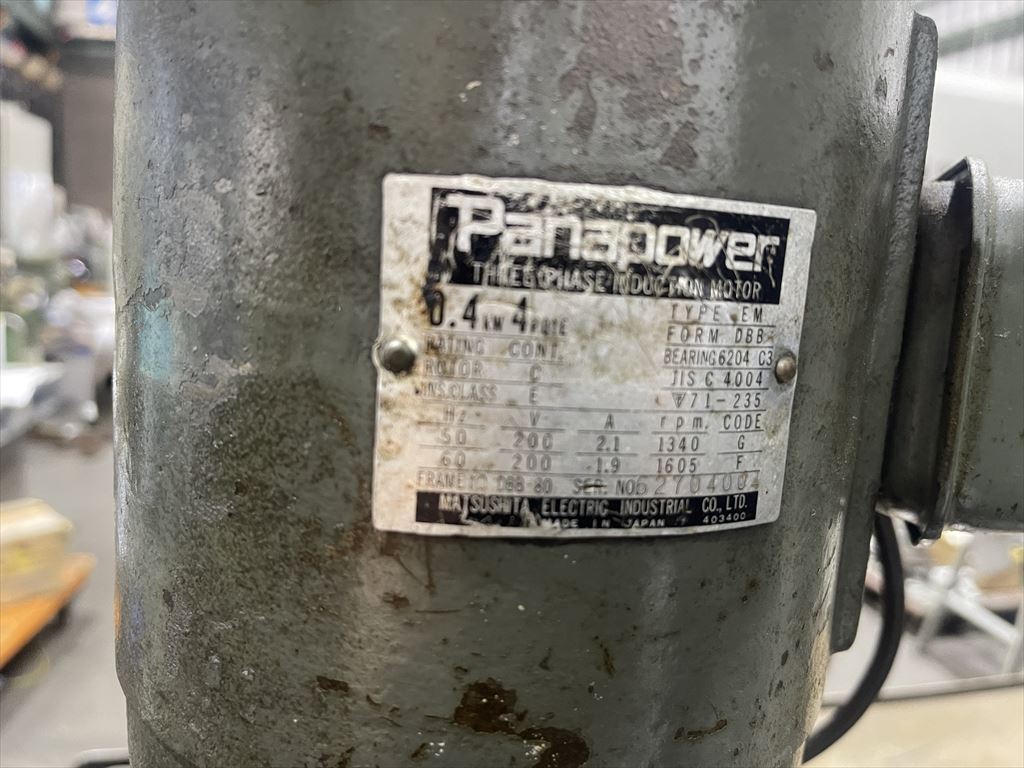 Panapower
THREE PHASE INDUCTION MOTOR
0.4 kW 4 POLE TYPE EM
RATING CONT. FORM DBB
ROTOR C BEARING 6204 C3
INS.CLASS E JIS C 4004
71-235
Hz V A rpm. CODE
50 200 2.1 1340 G
60 200 1.9 1605 F
FRAME DBB-80 SER. NO.
MATSUSHITA ELECTRIC INDUSTRIAL CO., LTD.
MADE IN JAPAN 403400